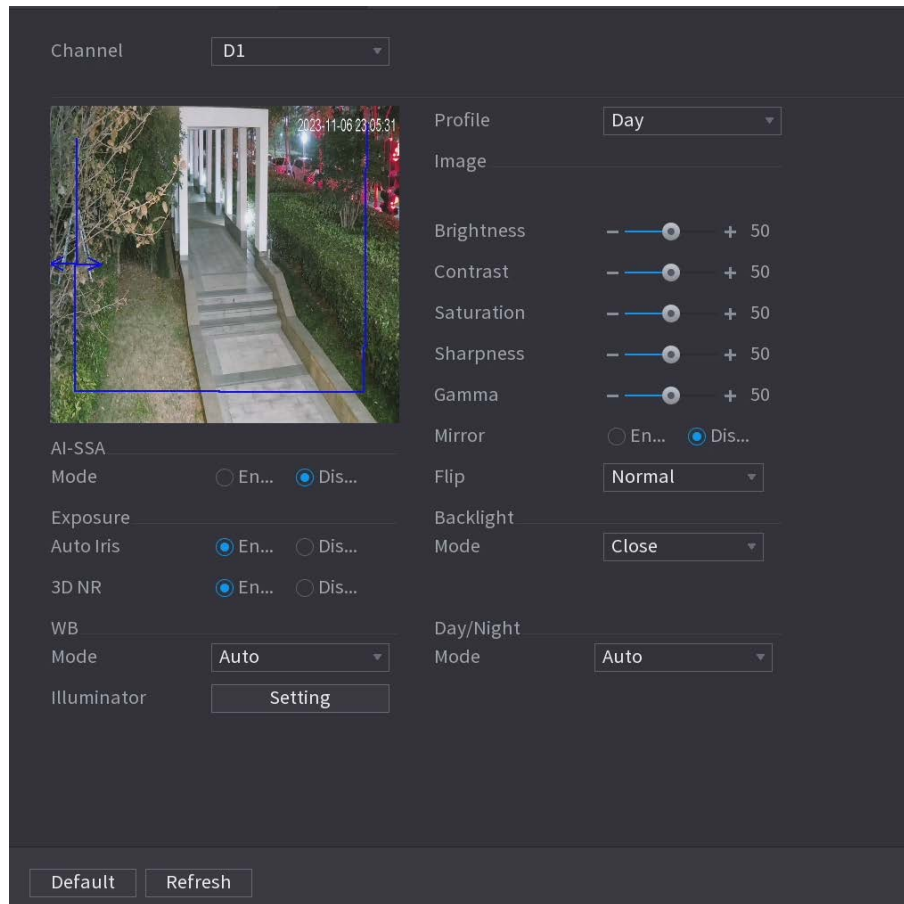 Channel D1
2023-11-06 23:05:31
Profile Day
Image
Brightness - + 50
Contrast - + 50
Saturation - + 50
Sharpness - + 50
Gamma - + 50
Mirror En... Dis...
Flip Normal
AI-SSA
Mode En... Dis...
Exposure
Auto Iris En... Dis...
3D NR En... Dis...
Backlight
Mode Close
WB
Mode Auto
Day/Night
Mode Auto
Illuminator Setting
Default Refresh